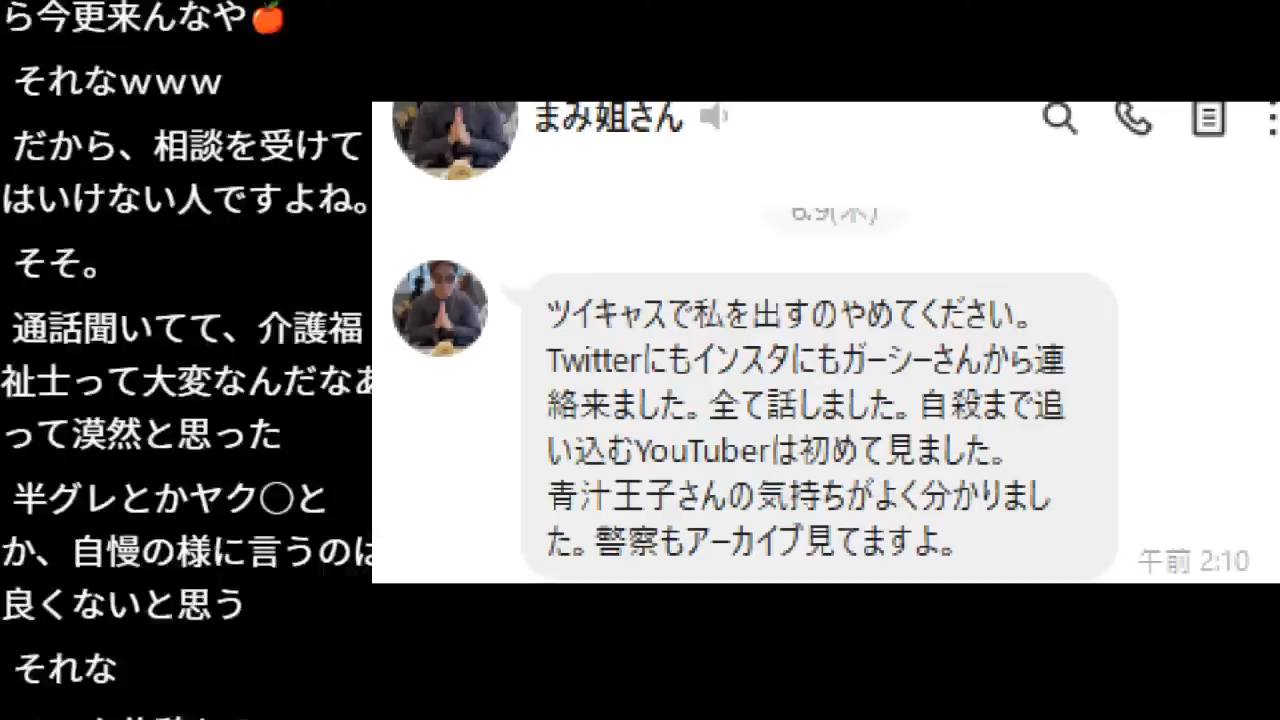 ら今更来んなや🍎
それなｗｗｗ
だから、相談を受けて
はいけない人ですよね。
そそ。
通話聞いてて、介護福
祉士って大変なんだなあ
って漠然と思った
半グレとかヤク〇と
か、自慢の様に言うのは
良くないと思う
それな
まみ姐さん
6.9(木)
ツイキャスで私を出すのやめてください。
Twitterにもインスタにもガーシーさんから連
絡来ました。全て話しました。自殺まで追
い込むYouTuberは初めて見ました。
青汁王子さんの気持ちがよく分かりまし
た。警察もアーカイブ見てますよ。
午前 2:10